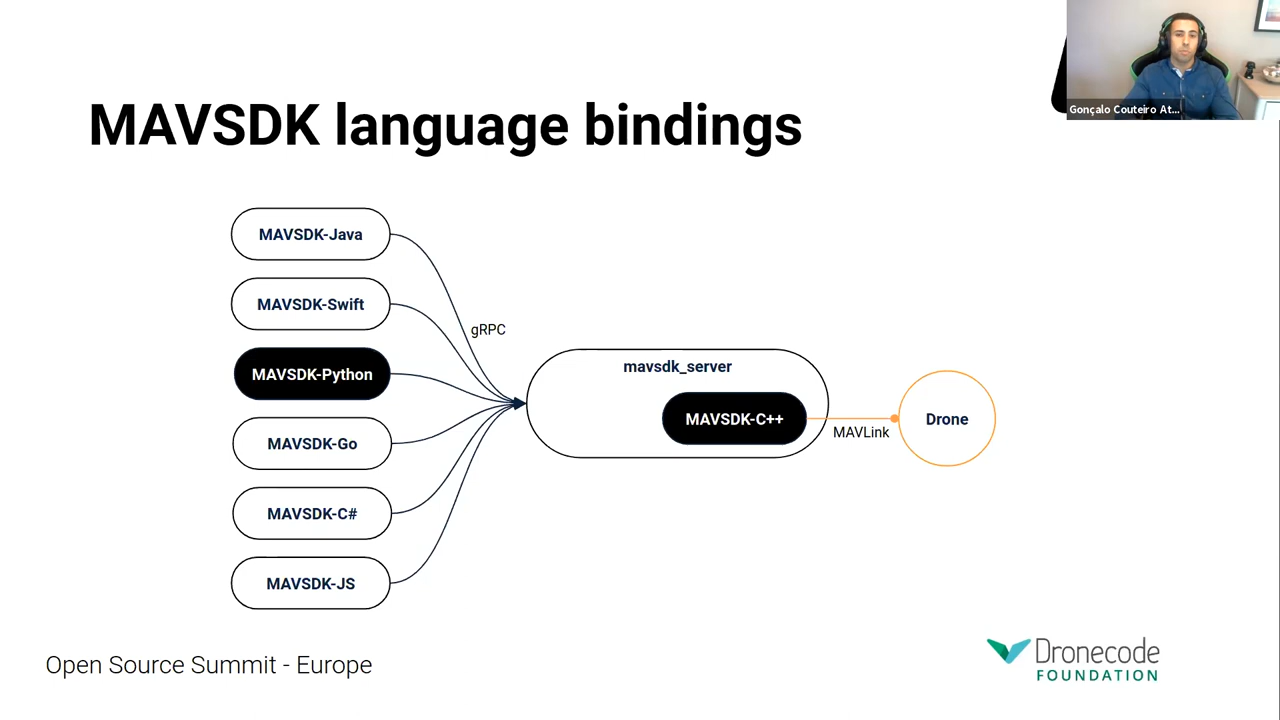 Gonçalo Couteiro At...
MAVSDK language bindings
MAVSDK-Java
MAVSDK-Swift
gRPC
MAVSDK-Python
mavsdk_server
MAVSDK-C++
MAVLink
Drone
MAVSDK-Go
MAVSDK-C#
MAVSDK-JS
Open Source Summit - Europe
Dronecode
FOUNDATION